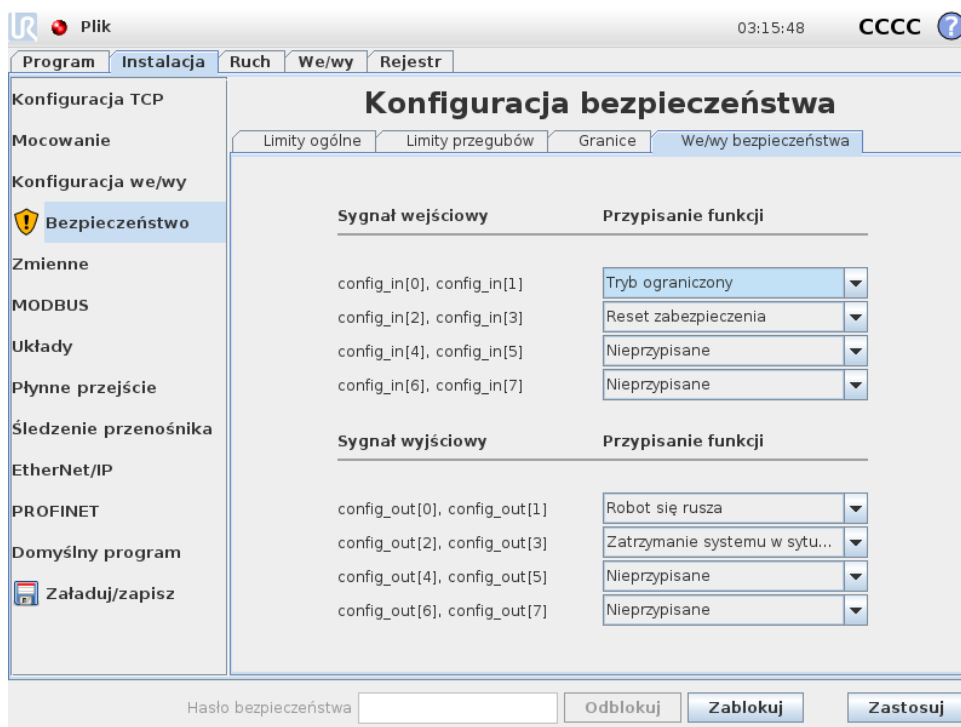 UR Plik 03:15:48 CCCC ?
Program Instalacja Ruch We/wy Rejestr
Konfiguracja TCP
Mocowanie
Konfiguracja we/wy
Bezpieczeństwo
Zmienne
MODBUS
Układy
Płynne przejście
Śledzenie przenośnika
EtherNet/IP
PROFINET
Domyślny program
Załaduj/zapisz
Konfiguracja bezpieczeństwa
Limity ogólne Limity przegubów Granice We/wy bezpieczeństwa
Sygnał wejściowy Przypisanie funkcji
config_in[0], config_in[1] Tryb ograniczony
config_in[2], config_in[3] Reset zabezpieczenia
config_in[4], config_in[5] Nieprzypisane
config_in[6], config_in[7] Nieprzypisane
Sygnał wyjściowy Przypisanie funkcji
config_out[0], config_out[1] Robot się rusza
config_out[2], config_out[3] Zatrzymanie systemu w sytu...
config_out[4], config_out[5] Nieprzypisane
config_out[6], config_out[7] Nieprzypisane
Hasło bezpieczeństwa Odblokuj Zablokuj Zastosuj